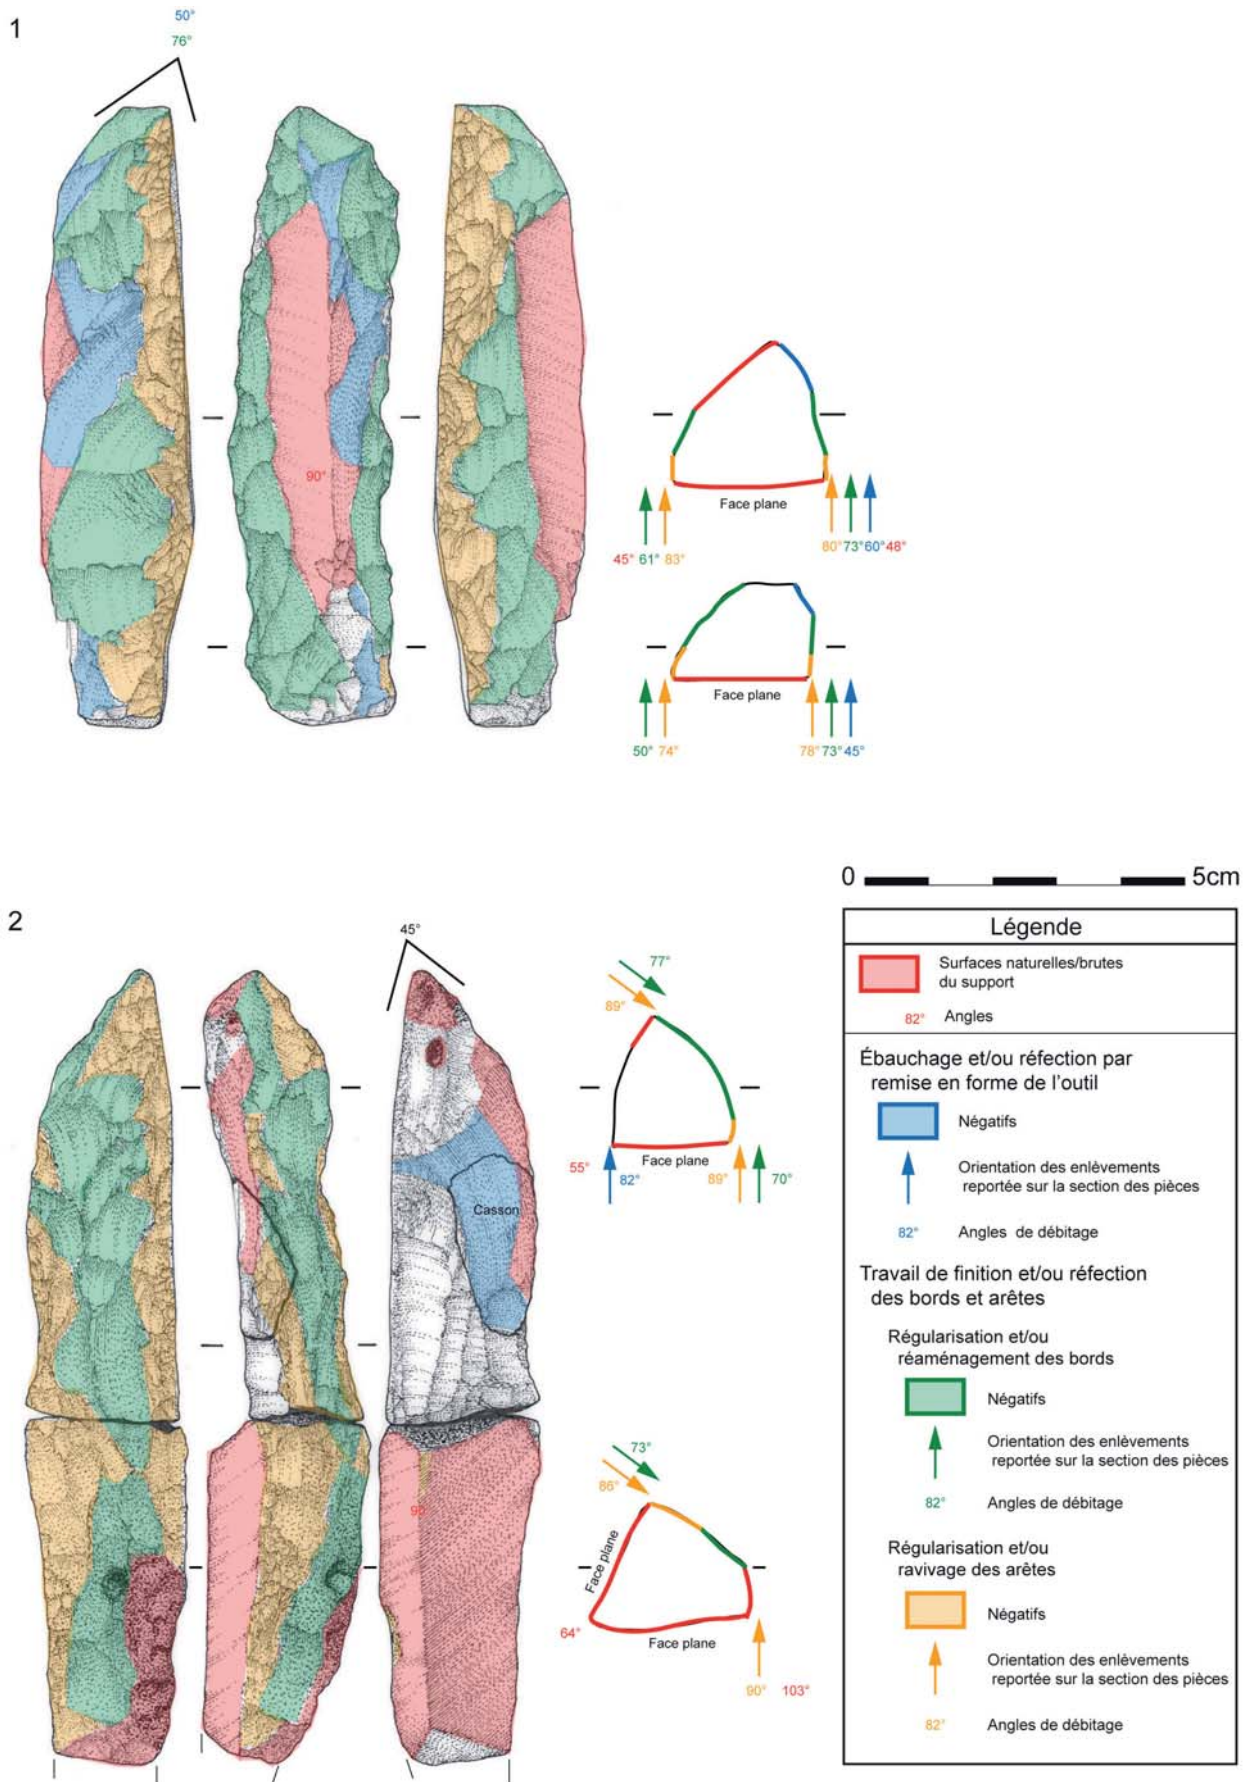 1
50°
76°
90°
Face plane
45° 61° 83°
80° 73° 60° 48°
Face plane
50° 74°
78° 73° 45°
0 5cm
2
45°
Casson
90
77°
89°
Face plane
55° 82°
89° 70°
73°
86°
Face plane
64°
Face plane
90° 103°
Légende
Surfaces naturelles/brutes
du support
82° Angles
Ébauchage et/ou réfection par
remise en forme de l'outil
Négatifs
Orientation des enlèvements
reportée sur la section des pièces
82° Angles de débitage
Travail de finition et/ou réfection
des bords et arêtes
Régularisation et/ou
réaménagement des bords
Négatifs
Orientation des enlèvements
reportée sur la section des pièces
82° Angles de débitage
Régularisation et/ou
ravivage des arêtes
Négatifs
Orientation des enlèvements
reportée sur la section des pièces
82° Angles de débitage